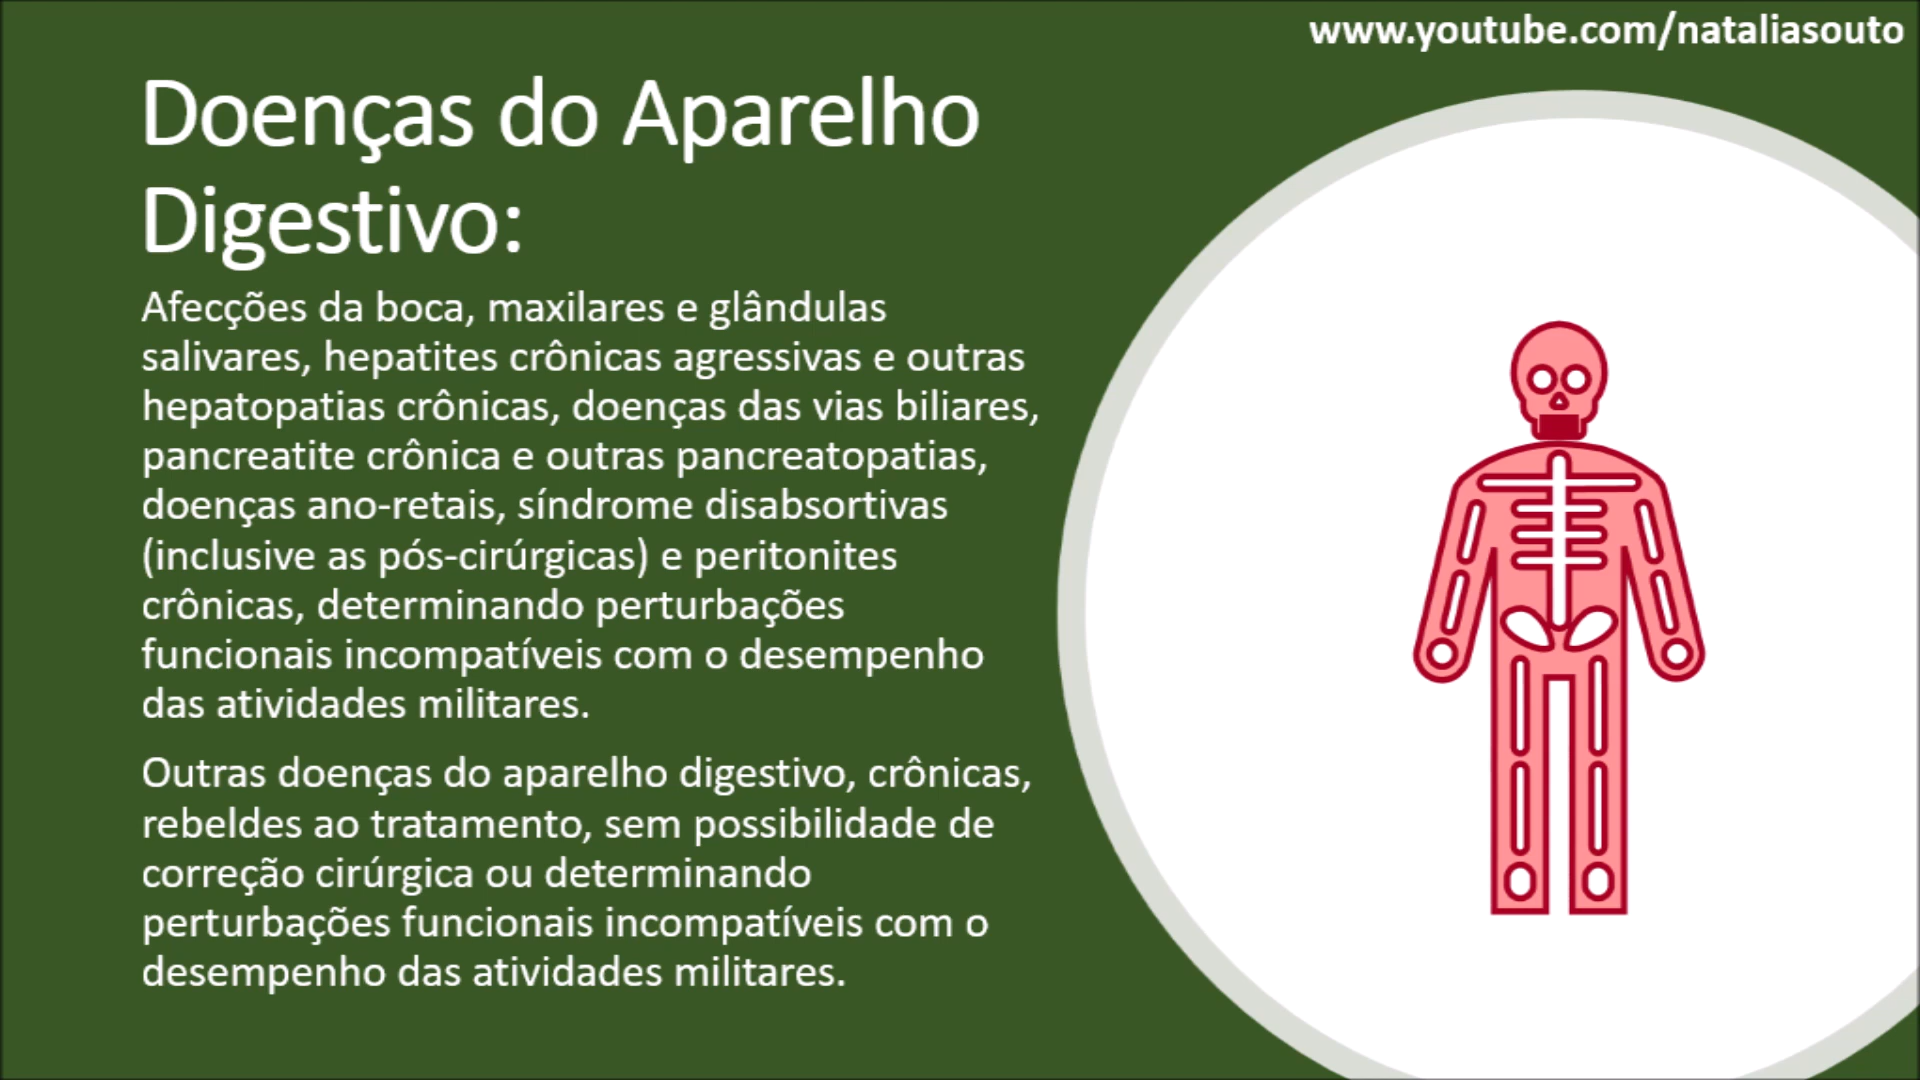 www.youtube.com/nataliasouto
Doenças do Aparelho
Digestivo:
Afecções da boca, maxilares e glândulas
salivares, hepatites crônicas agressivas e outras
hepatopatias crônicas, doenças das vias biliares,
pancreatite crônica e outras pancreatopatias,
doenças ano-retais, síndrome disabsortivas
(inclusive as pós-cirúrgicas) e peritonites
crônicas, determinando perturbações
funcionais incompatíveis com o desempenho
das atividades militares.
Outras doenças do aparelho digestivo, crônicas,
rebeldes ao tratamento, sem possibilidade de
correção cirúrgica ou determinando
perturbações funcionais incompatíveis com o
desempenho das atividades militares.